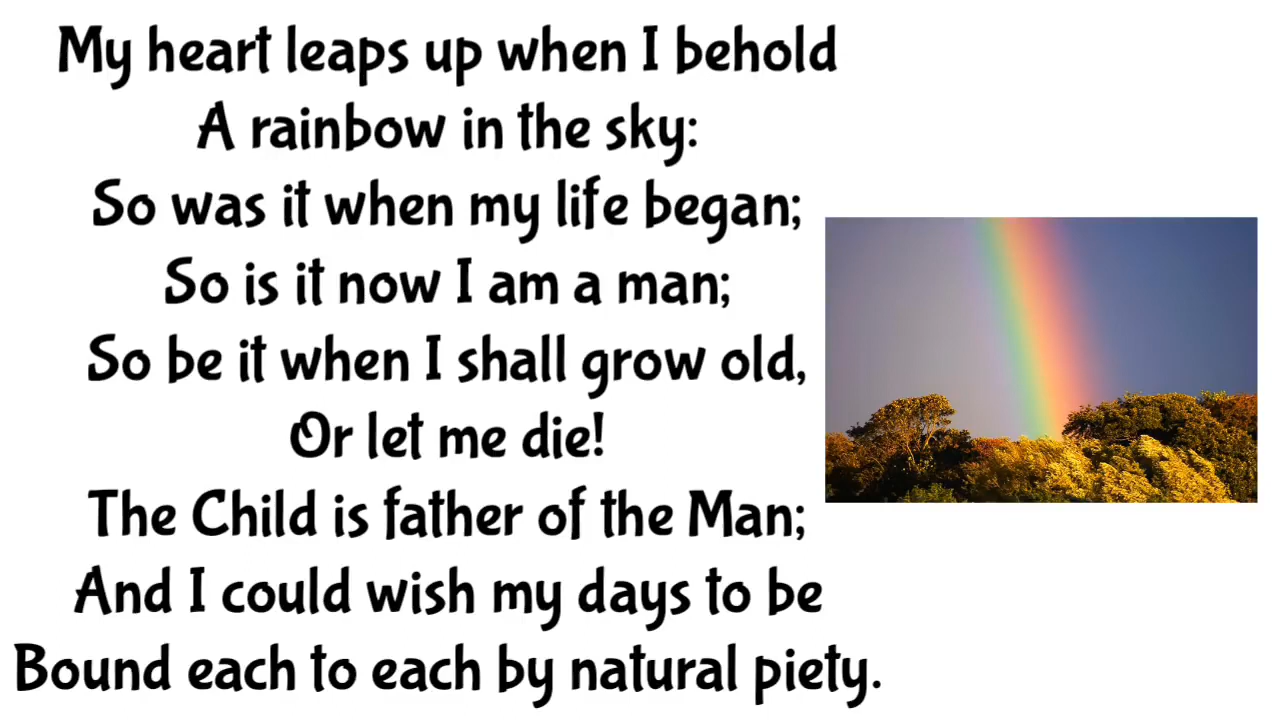 My heart leaps up when I behold
A rainbow in the sky:
So was it when my life began;
So is it now I am a man;
So be it when I shall grow old,
Or let me die!
The Child is father of the Man;
And I could wish my days to be
Bound each to each by natural piety.